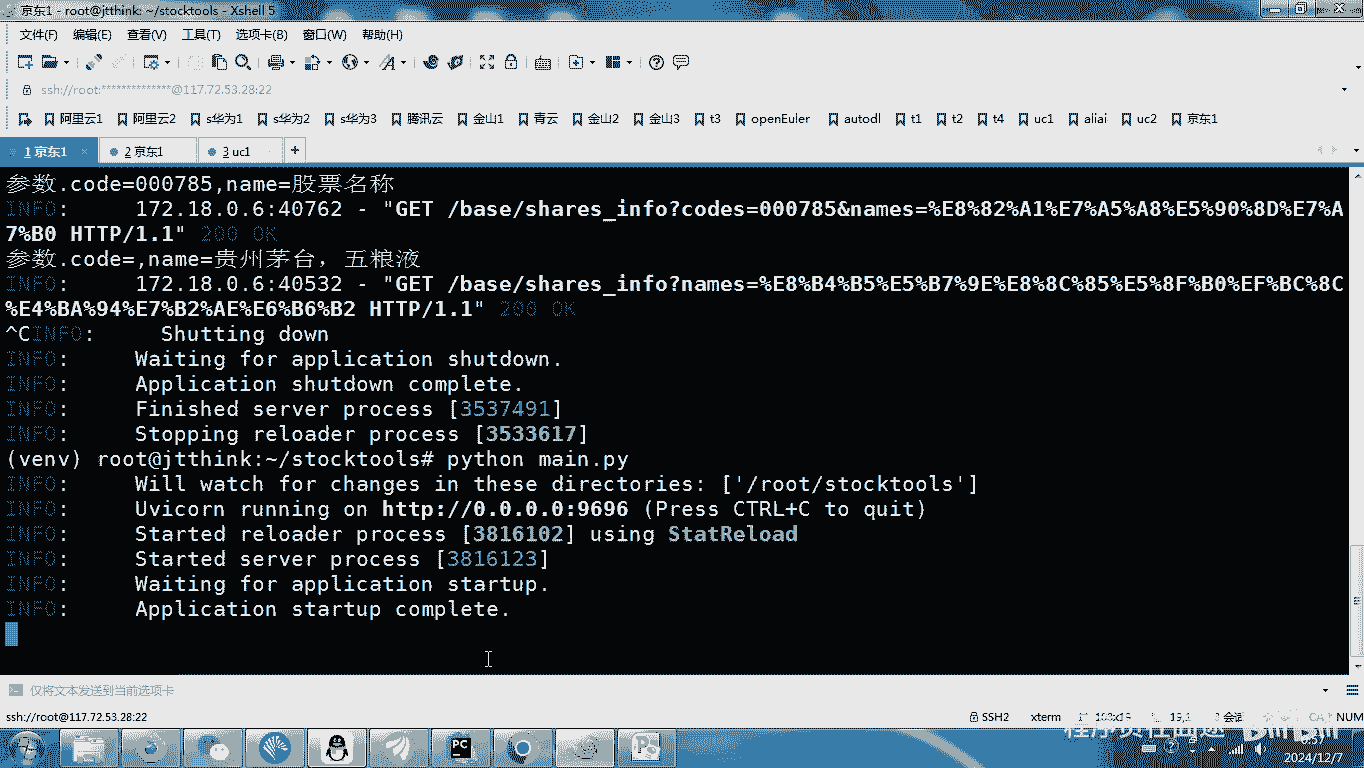 京东1 - root@jtthink: ~/stocktools - Xshell 5
文件(F) 编辑(E) 查看(V) 工具(T) 选项卡(B) 窗口(W) 帮助(H)
ssh://root:**************@117.72.53.28:22
阿里云1 阿里云2 s华为1 s华为2 s华为3 腾讯云 金山1 青云 金山2 金山3 t3 openEuler autodl t1 t2 t4 uc1 aliai uc2 京东1
1 京东1 2 京东1 3 uc1
参数.code=000785,name=股票名称
INFO: 172.18.0.6:40762 - "GET /base/shares_info?codes=000785&names=%E8%82%A1%E7%A5%A8%E5%90%8D%E7%A
7%B0 HTTP/1.1" 200 OK
参数.code=,name=贵州茅台，五粮液
INFO: 172.18.0.6:40532 - "GET /base/shares_info?names=%E8%B4%B5%E5%B7%9E%E8%8C%85%E5%8F%B0%EF%BC%8C
%E4%BA%94%E7%B2%AE%E6%B6%B2 HTTP/1.1" 200 OK
^CINFO: Shutting down
INFO: Waiting for application shutdown.
INFO: Application shutdown complete.
INFO: Finished server process [3537491]
INFO: Stopping reloader process [3533617]
(venv) root@jtthink:~/stocktools# python main.py
INFO: Will watch for changes in these directories: ['/root/stocktools']
INFO: Uvicorn running on http://0.0.0.0:9696 (Press CTRL+C to quit)
INFO: Started reloader process [3816102] using StatReload
INFO: Started server process [3816123]
INFO: Waiting for application startup.
INFO: Application startup complete.
仅将文本发送到当前选项卡
ssh://root@117.72.53.28:22 SSH2 xterm 19,1 3 会话 NUM
程序员在囧途
2024/12/7